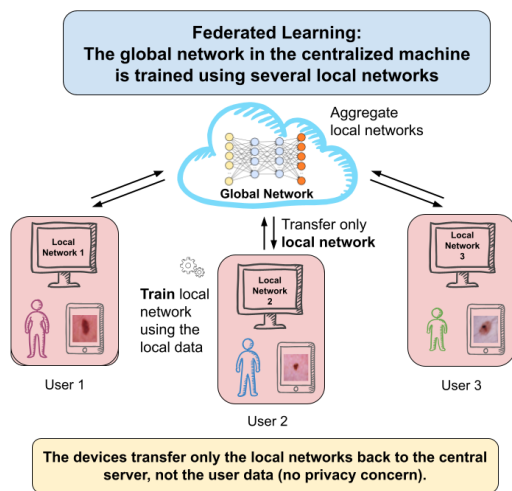 Federated Learning:
The global network in the centralized machine
is trained using several local networks
Aggregate
local networks
Global Network
Transfer only
local network
Local
Network 1
Local
Network
2
Local
Network
3
Train local
network
using the
local data
User 1
User 2
User 3
The devices transfer only the local networks back to the central
server, not the user data (no privacy concern).